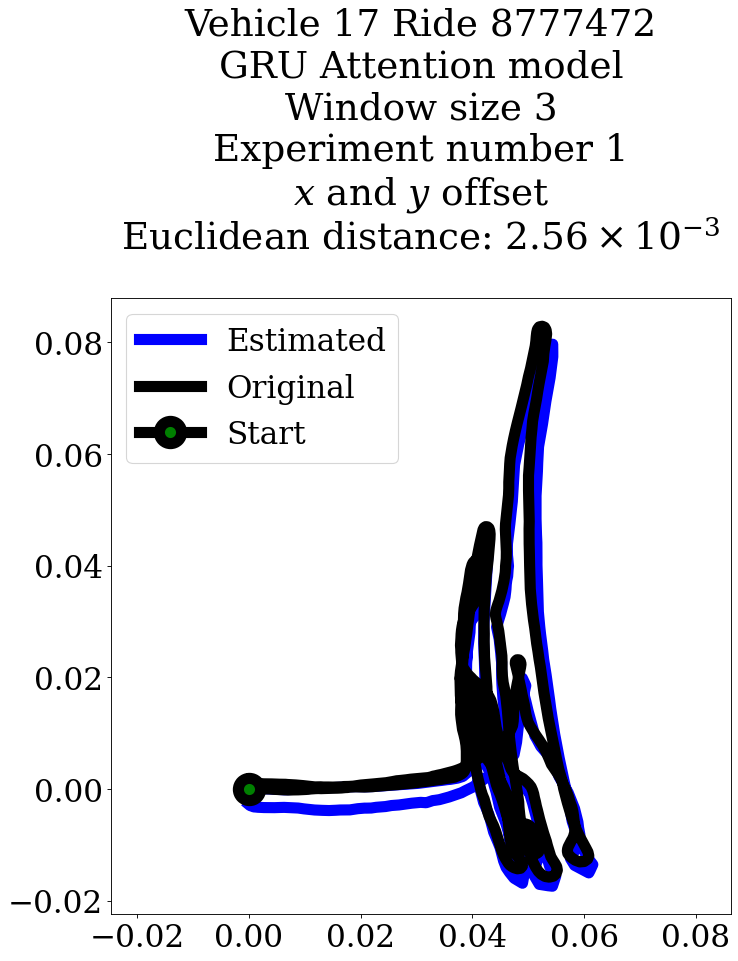 Vehicle 17 Ride 8777472
GRU Attention model
Window size 3
Experiment number 1
x and y offset
Euclidean distance: 2.56 × 10⁻³
Estimated
Original
Start
0.08
0.06
0.04
0.02
0.00
−0.02
−0.02 0.00 0.02 0.04 0.06 0.08